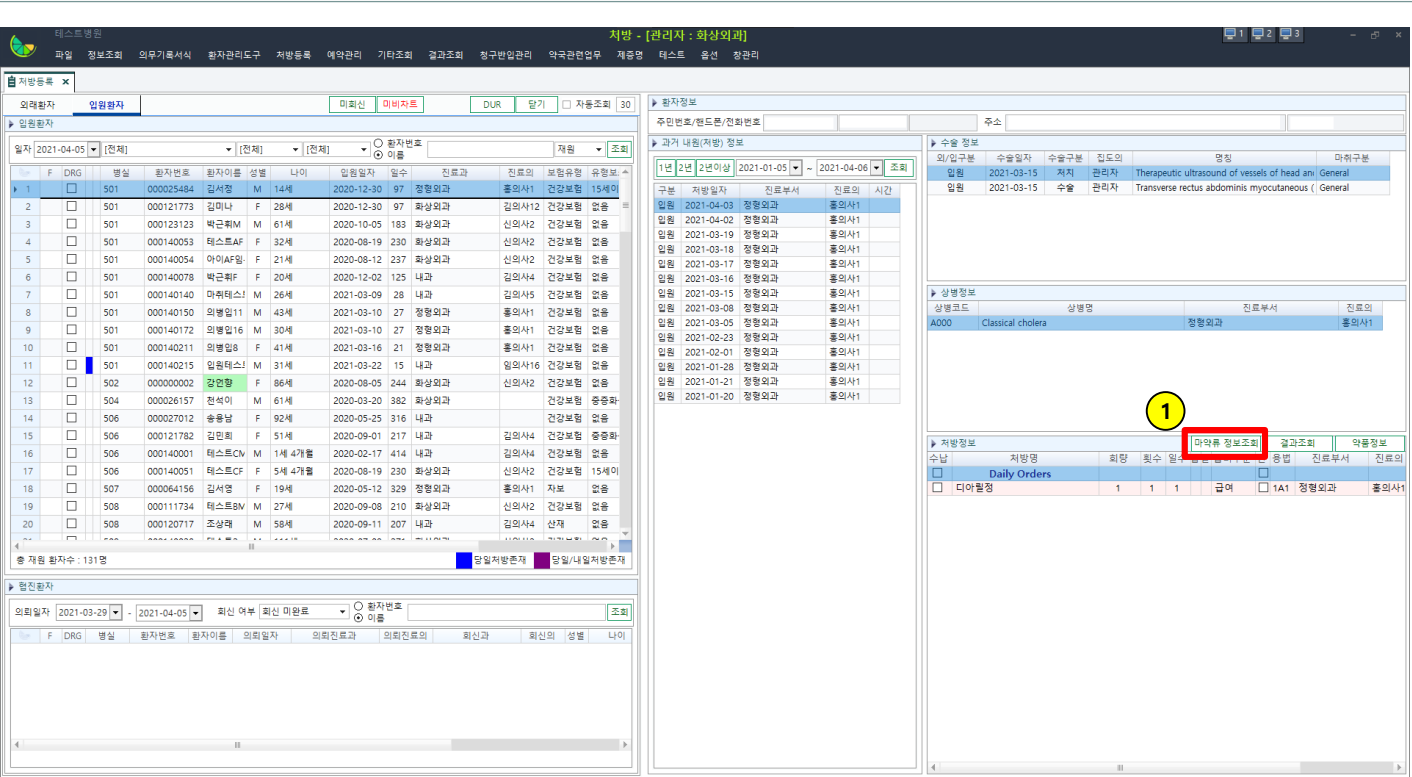 테스트병원
처방 - [관리자 : 화상외과]
1 2 3
파일 정보조회 의무기록서식 환자관리도구 처방등록 예약관리 기타조회 결과조회 청구반입관리 약국관련업무 제증명 테스트 옵션 창관리
처방등록
외래환자 입원환자 미회신 미비차트 DUR 닫기 자동조회 30
입원환자
일자 2021-04-05 [전체] [전체] [전체] 환자번호 이름 재원 조회
F DRG 병실 환자번호 환자이름 성별 나이 입원일자 일수 진료과 진료의 보험유형 유형보
1 501 000025484 김서정 M 14세 2020-12-30 97 정형외과 홍의사1 건강보험 15세이
2 501 000121773 김미나 F 28세 2020-12-30 97 화상외과 김의사12 건강보험 없음
3 501 000123123 박근휘M M 61세 2020-10-05 183 화상외과 신의사2 건강보험 없음
4 501 000140053 테스트AF F 32세 2020-08-19 230 화상외과 신의사2 건강보험 없음
5 501 000140054 아이AF임- F 21세 2020-08-12 237 화상외과 신의사2 건강보험 없음
6 501 000140078 박근휘F F 20세 2020-12-02 125 내과 김의사4 건강보험 없음
7 501 000140140 마취테스! M 26세 2021-03-09 28 내과 김의사5 건강보험 없음
8 501 000140150 의병입11 M 43세 2021-03-10 27 정형외과 홍의사1 건강보험 없음
9 501 000140172 의병입16 M 30세 2021-03-10 27 정형외과 홍의사1 건강보험 없음
10 501 000140211 의병입8 F 41세 2021-03-16 21 정형외과 홍의사1 건강보험 없음
11 501 000140215 입원테스! M 31세 2021-03-22 15 내과 임의사16 건강보험 없음
12 502 000000002 강연향 F 86세 2020-08-05 244 화상외과 신의사2 건강보험 없음
13 504 000026157 천석이 M 61세 2020-03-20 382 화상외과 건강보험 중증화
14 506 000027012 송용남 F 92세 2020-05-25 316 내과 건강보험 없음
15 506 000121782 김민희 F 51세 2020-09-01 217 내과 김의사4 건강보험 중증화
16 506 000140001 테스트CM M 1세 4개월 2020-02-17 414 내과 김의사4 건강보험 없음
17 506 000140051 테스트CF F 5세 4개월 2020-08-19 230 화상외과 신의사2 건강보험 15세이
18 507 000064156 김서영 F 19세 2020-05-12 329 정형외과 홍의사1 자보 없음
19 508 000111734 테스트BM M 27세 2020-09-08 210 화상외과 신의사2 건강보험 없음
20 508 000120717 조상래 M 58세 2020-09-11 207 내과 김의사4 산재 없음
총 재원 환자수 : 131명 당일처방존재 당일/내일처방존재
협진환자
의뢰일자 2021-03-29 - 2021-04-05 회신 여부 회신 미완료 환자번호 이름 조회
F DRG 병실 환자번호 환자이름 의뢰일자 의뢰진료과 의뢰진료의 회신과 회신의 성별 나이
환자정보
주민번호/핸드폰/전화번호 주소
과거 내원(처방) 정보
1년 2년 2년이상 2021-01-05 ~ 2021-04-06 조회
구분 처방일자 진료부서 진료의 시간
입원 2021-04-03 정형외과 홍의사1
입원 2021-04-02 정형외과 홍의사1
입원 2021-03-19 정형외과 홍의사1
입원 2021-03-18 정형외과 홍의사1
입원 2021-03-17 정형외과 홍의사1
입원 2021-03-16 정형외과 홍의사1
입원 2021-03-15 정형외과 홍의사1
입원 2021-03-08 정형외과 홍의사1
입원 2021-03-05 정형외과 홍의사1
입원 2021-02-23 정형외과 홍의사1
입원 2021-02-01 정형외과 홍의사1
입원 2021-01-28 정형외과 홍의사1
입원 2021-01-21 정형외과 홍의사1
입원 2021-01-20 정형외과 홍의사1
수술 정보
외/입구분 수술일자 수술구분 집도의 명칭 마취구분
입원 2021-03-15 처치 관리자 Therapeutic ultrasound of vessels of head and General
입원 2021-03-15 수술 관리자 Transverse rectus abdominis myocutaneous ( General
상병정보
상병코드 상병명 진료부서 진료의
A000 Classical cholera 정형외과 홍의사1
1
처방정보 마약류 정보조회 결과조회 약품정보
수납 처방명 회량 횟수 일수 용법 진료부서 진료의
Daily Orders
디아릴정 1 1 1 급여 1A1 정형외과 홍의사1